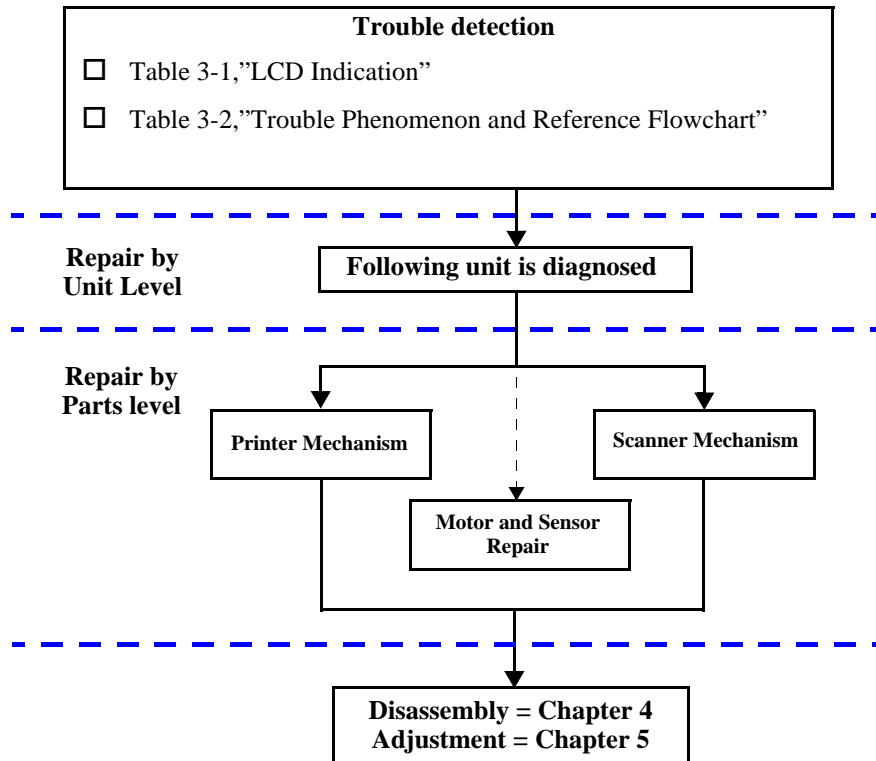 Trouble detection
Table 3-1,”LCD Indication”
Table 3-2,”Trouble Phenomenon and Reference Flowchart”
Repair by
Unit Level
Following unit is diagnosed
Repair by
Parts level
Printer Mechanism
Scanner Mechanism
Motor and Sensor
Repair
Disassembly = Chapter 4
Adjustment = Chapter 5